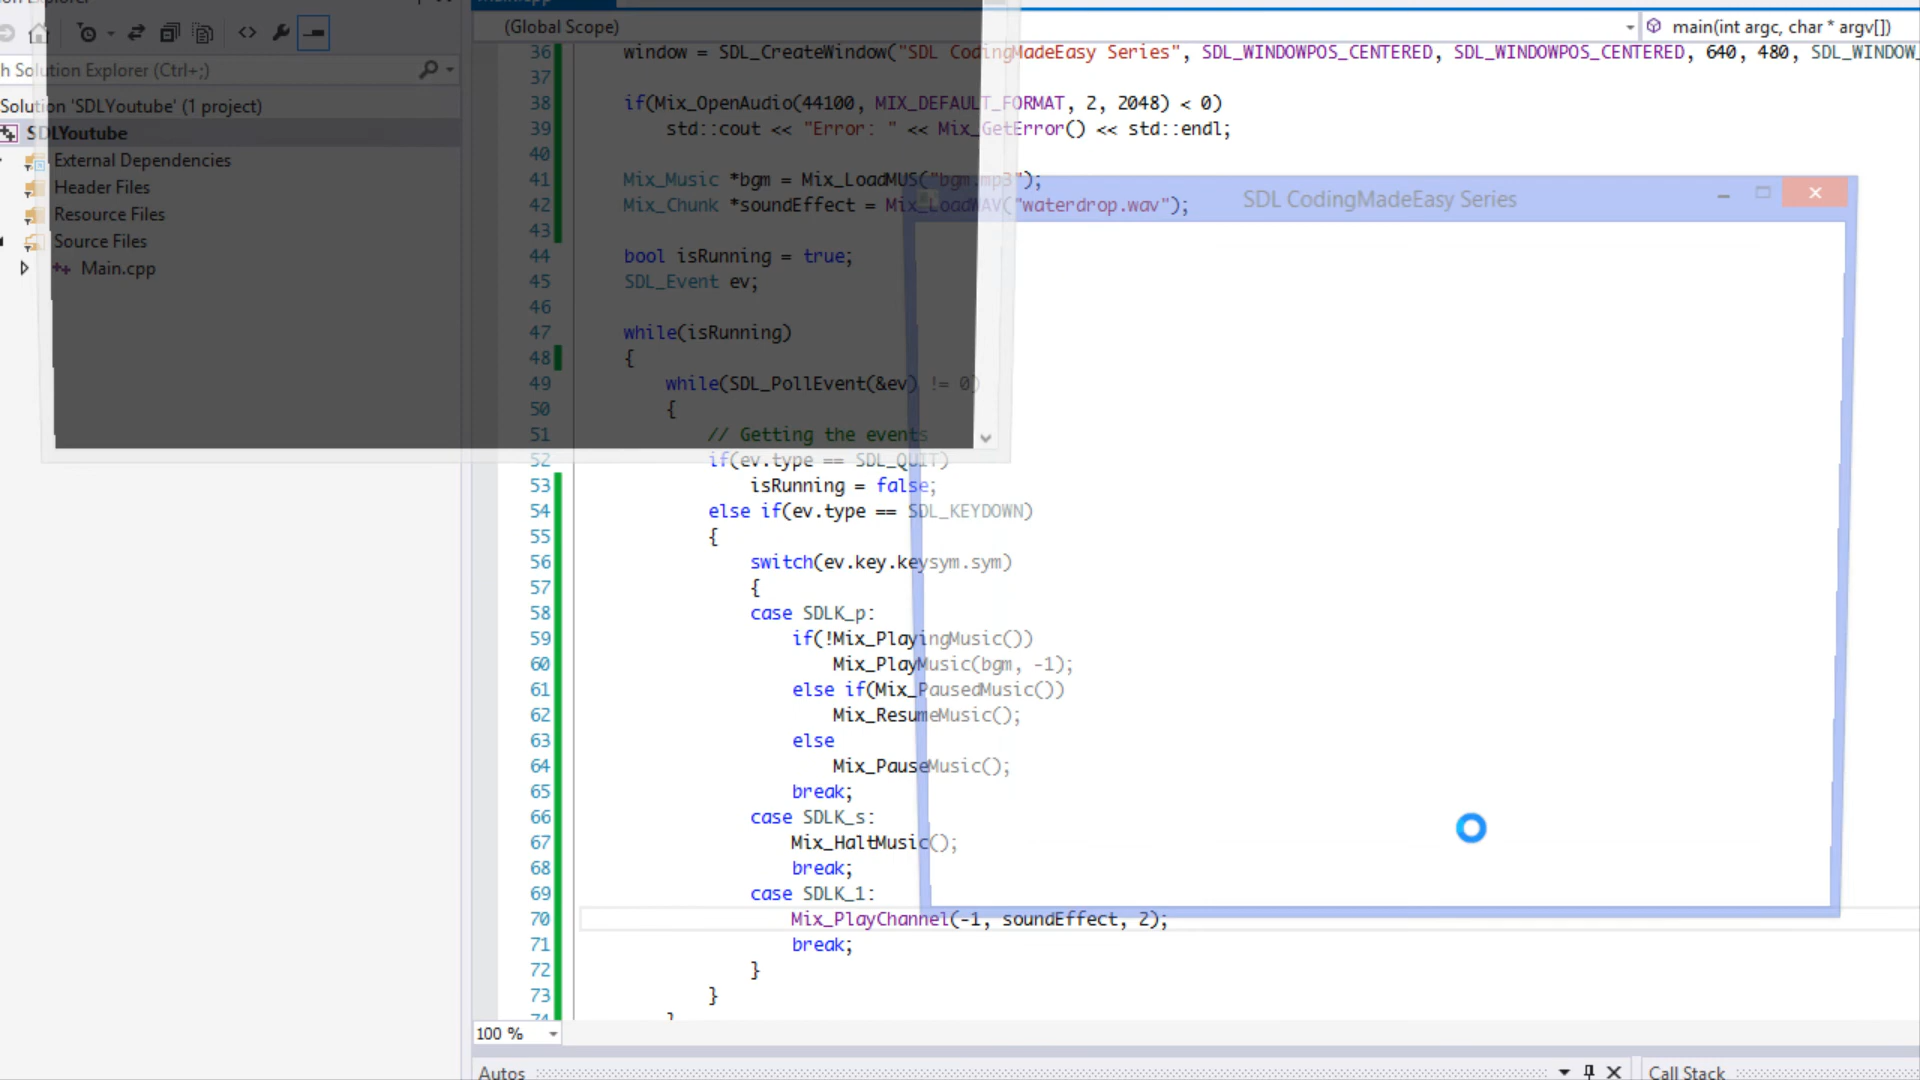 (Global Scope)
main(int argc, char * argv[])
h Solution Explorer (Ctrl+;)
Solution 'SDLYoutube' (1 project)
SDLYoutube
External Dependencies
Header Files
Resource Files
Source Files
Main.cpp
36 window = SDL_CreateWindow("SDL CodingMadeEasy Series", SDL_WINDOWPOS_CENTERED, SDL_WINDOWPOS_CENTERED, 640, 480, SDL_WINDOW_
37
38 if(Mix_OpenAudio(44100, MIX_DEFAULT_FORMAT, 2, 2048) < 0)
39 std::cout << "Error: " << Mix_GetError() << std::endl;
40
41 Mix_Music *bgm = Mix_LoadMUS("bgm.mp3");
42 Mix_Chunk *soundEffect = Mix_LoadWAV("waterdrop.wav");
43
44 bool isRunning = true;
45 SDL_Event ev;
46
47 while(isRunning)
48 {
49 while(SDL_PollEvent(&ev) != 0)
50 {
51 // Getting the events
52 if(ev.type == SDL_QUIT)
53 isRunning = false;
54 else if(ev.type == SDL_KEYDOWN)
55 {
56 switch(ev.key.keysym.sym)
57 {
58 case SDLK_p:
59 if(!Mix_PlayingMusic())
60 Mix_PlayMusic(bgm, -1);
61 else if(Mix_PausedMusic())
62 Mix_ResumeMusic();
63 else
64 Mix_PauseMusic();
65 break;
66 case SDLK_s:
67 Mix_HaltMusic();
68 break;
69 case SDLK_1:
70 Mix_PlayChannel(-1, soundEffect, 2);
71 break;
72 }
73 }
74 }
SDL CodingMadeEasy Series
100 %
Autos
Call Stack